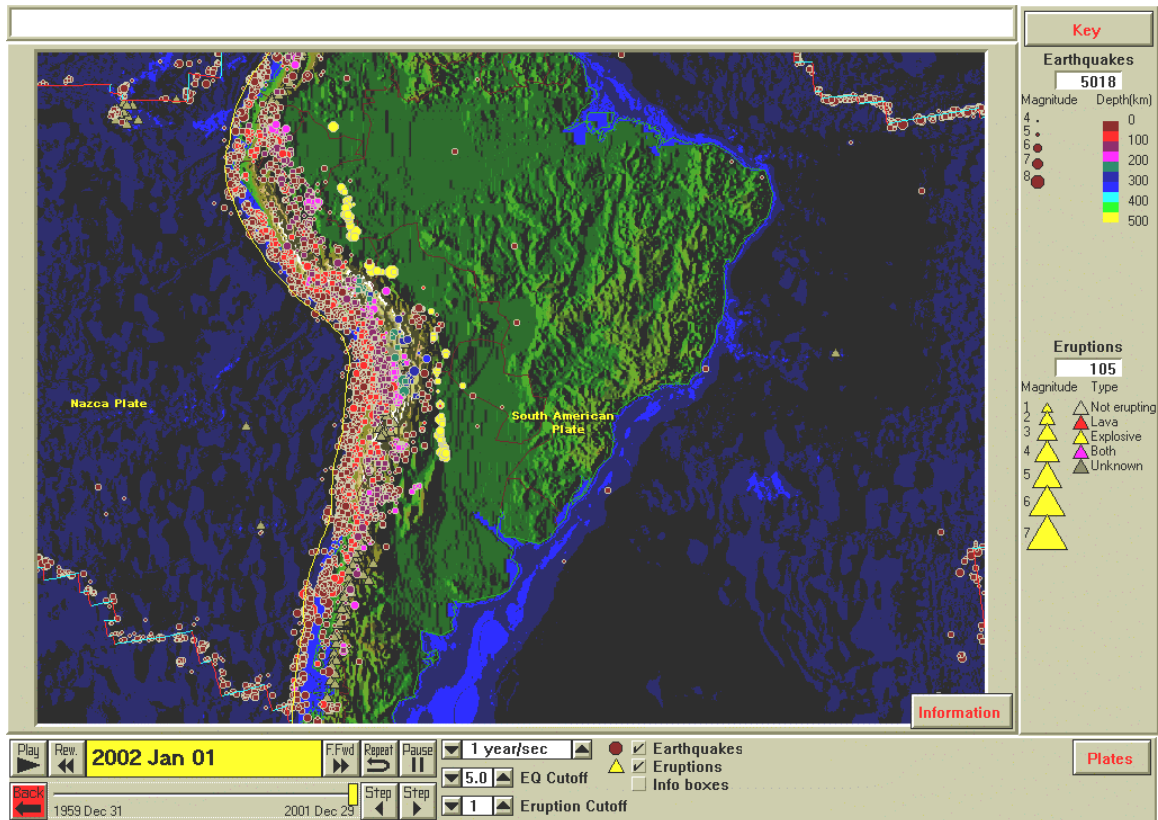 Key
Earthquakes
5018
Magnitude Depth(km)
4
5
6
7
8
0
100
200
300
400
500
Nazca Plate
South American
Plate
Eruptions
105
Magnitude Type
1
2
3
4
5
6
7
Not erupting
Lava
Explosive
Both
Unknown
Information
Play
Rew.
2002 Jan 01
F.Fwd
Repeat
Pause
1 year/sec
Earthquakes
Plates
5.0 EQ Cutoff
Eruptions
Info boxes
Back
1959 Dec 31
2001 Dec 29
Step
Step
1 Eruption Cutoff